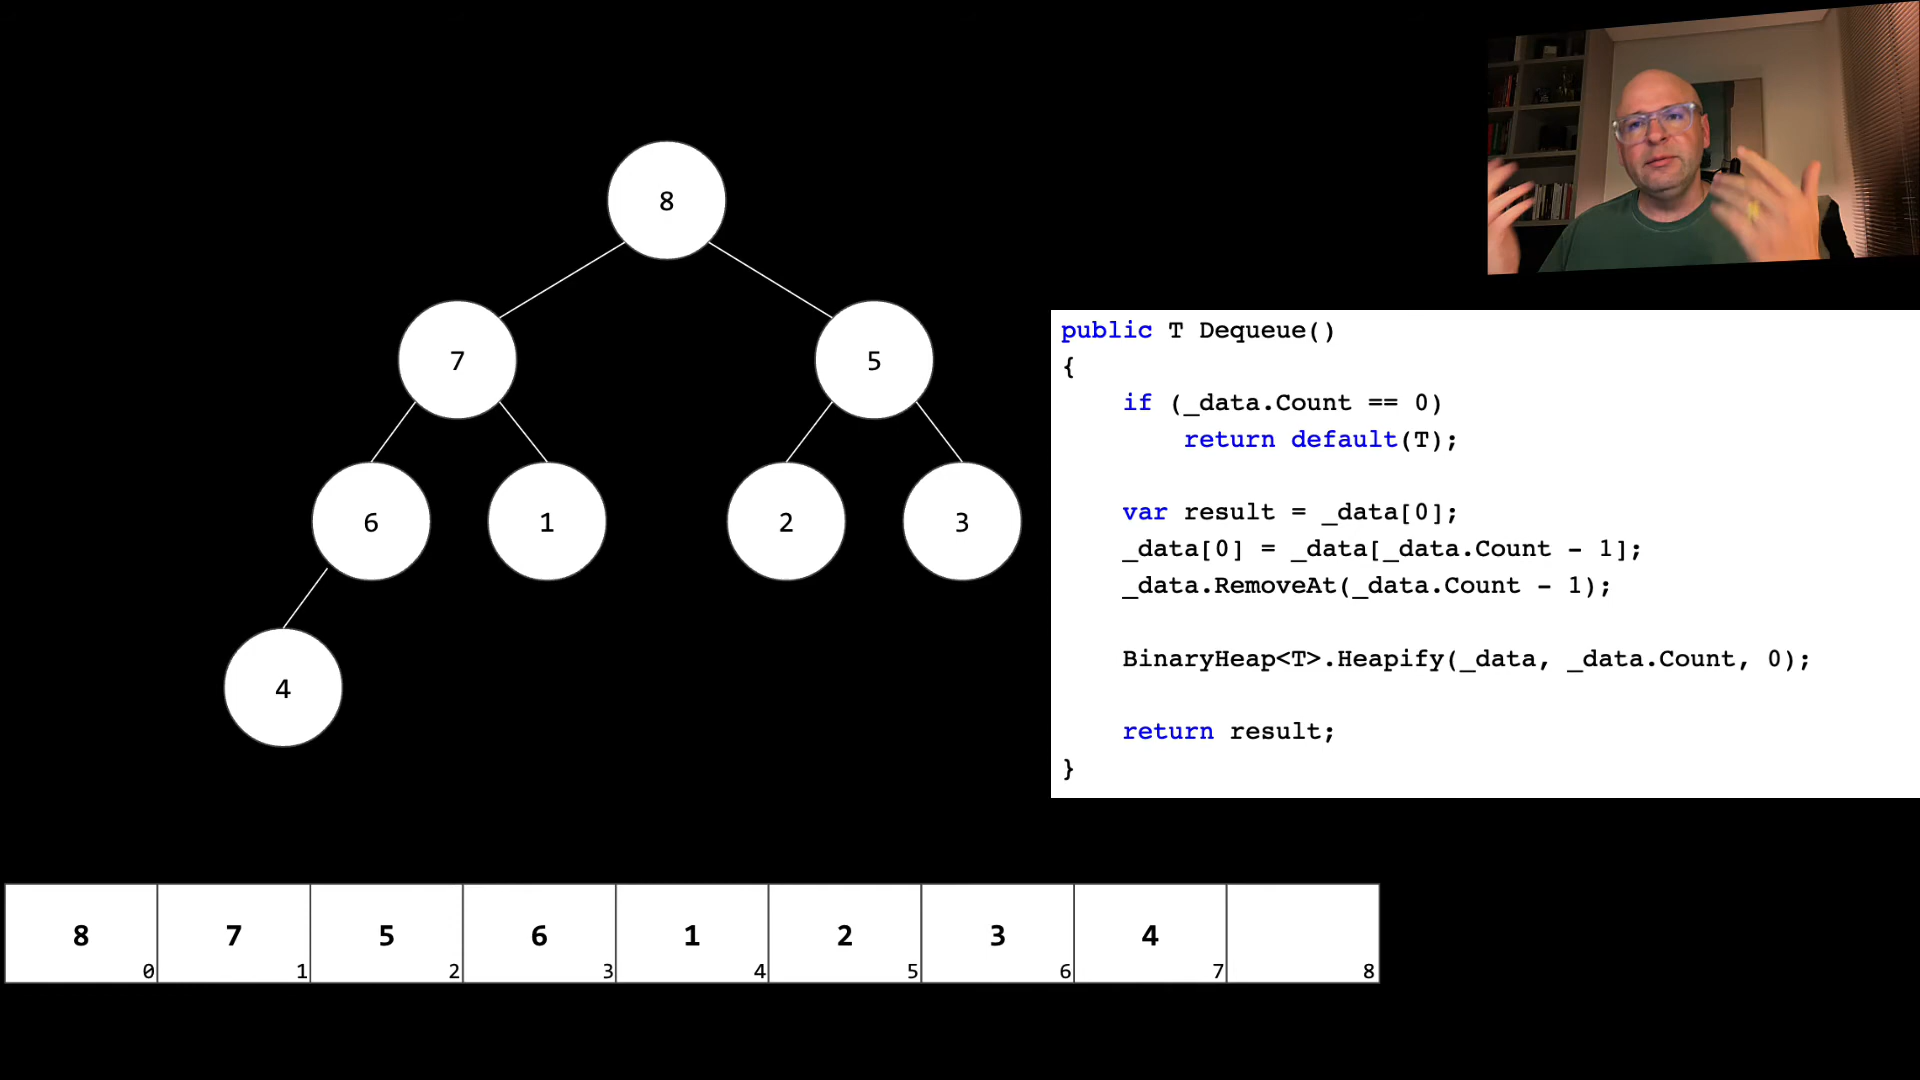 8
7 5
6 1 2 3
4
public T Dequeue()
{
    if (_data.Count == 0)
        return default(T);

    var result = _data[0];
    _data[0] = _data[_data.Count - 1];
    _data.RemoveAt(_data.Count - 1);

    BinaryHeap<T>.Heapify(_data, _data.Count, 0);

    return result;
}
8 7 5 6 1 2 3 4
0 1 2 3 4 5 6 7 8